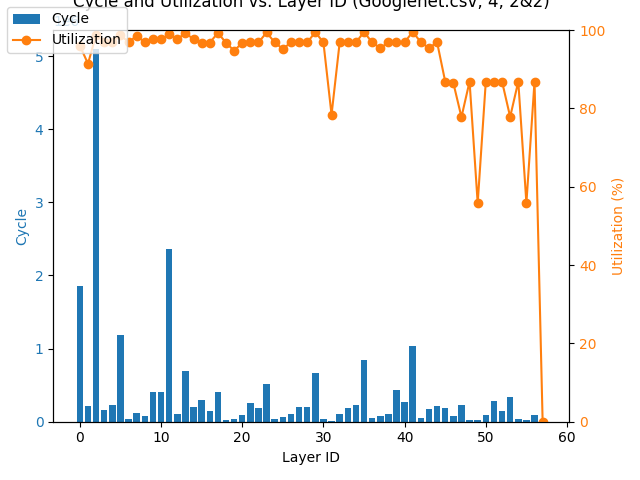 Cycle and Utilization vs. Layer ID (Googlenet.csv, 4, 2&2)
Cycle
Utilization
5
4
3
2
1
0
Cycle
100
80
60
40
20
0
Utilization (%)
0 10 20 30 40 50 60
Layer ID